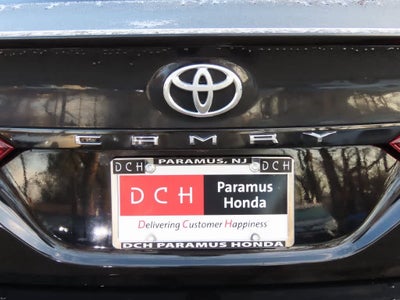 CAMRY
PARAMUS, NJ
DCH DCH
DCH Paramus
Honda
Delivering Customer Happiness
DCH PARAMUS HONDA